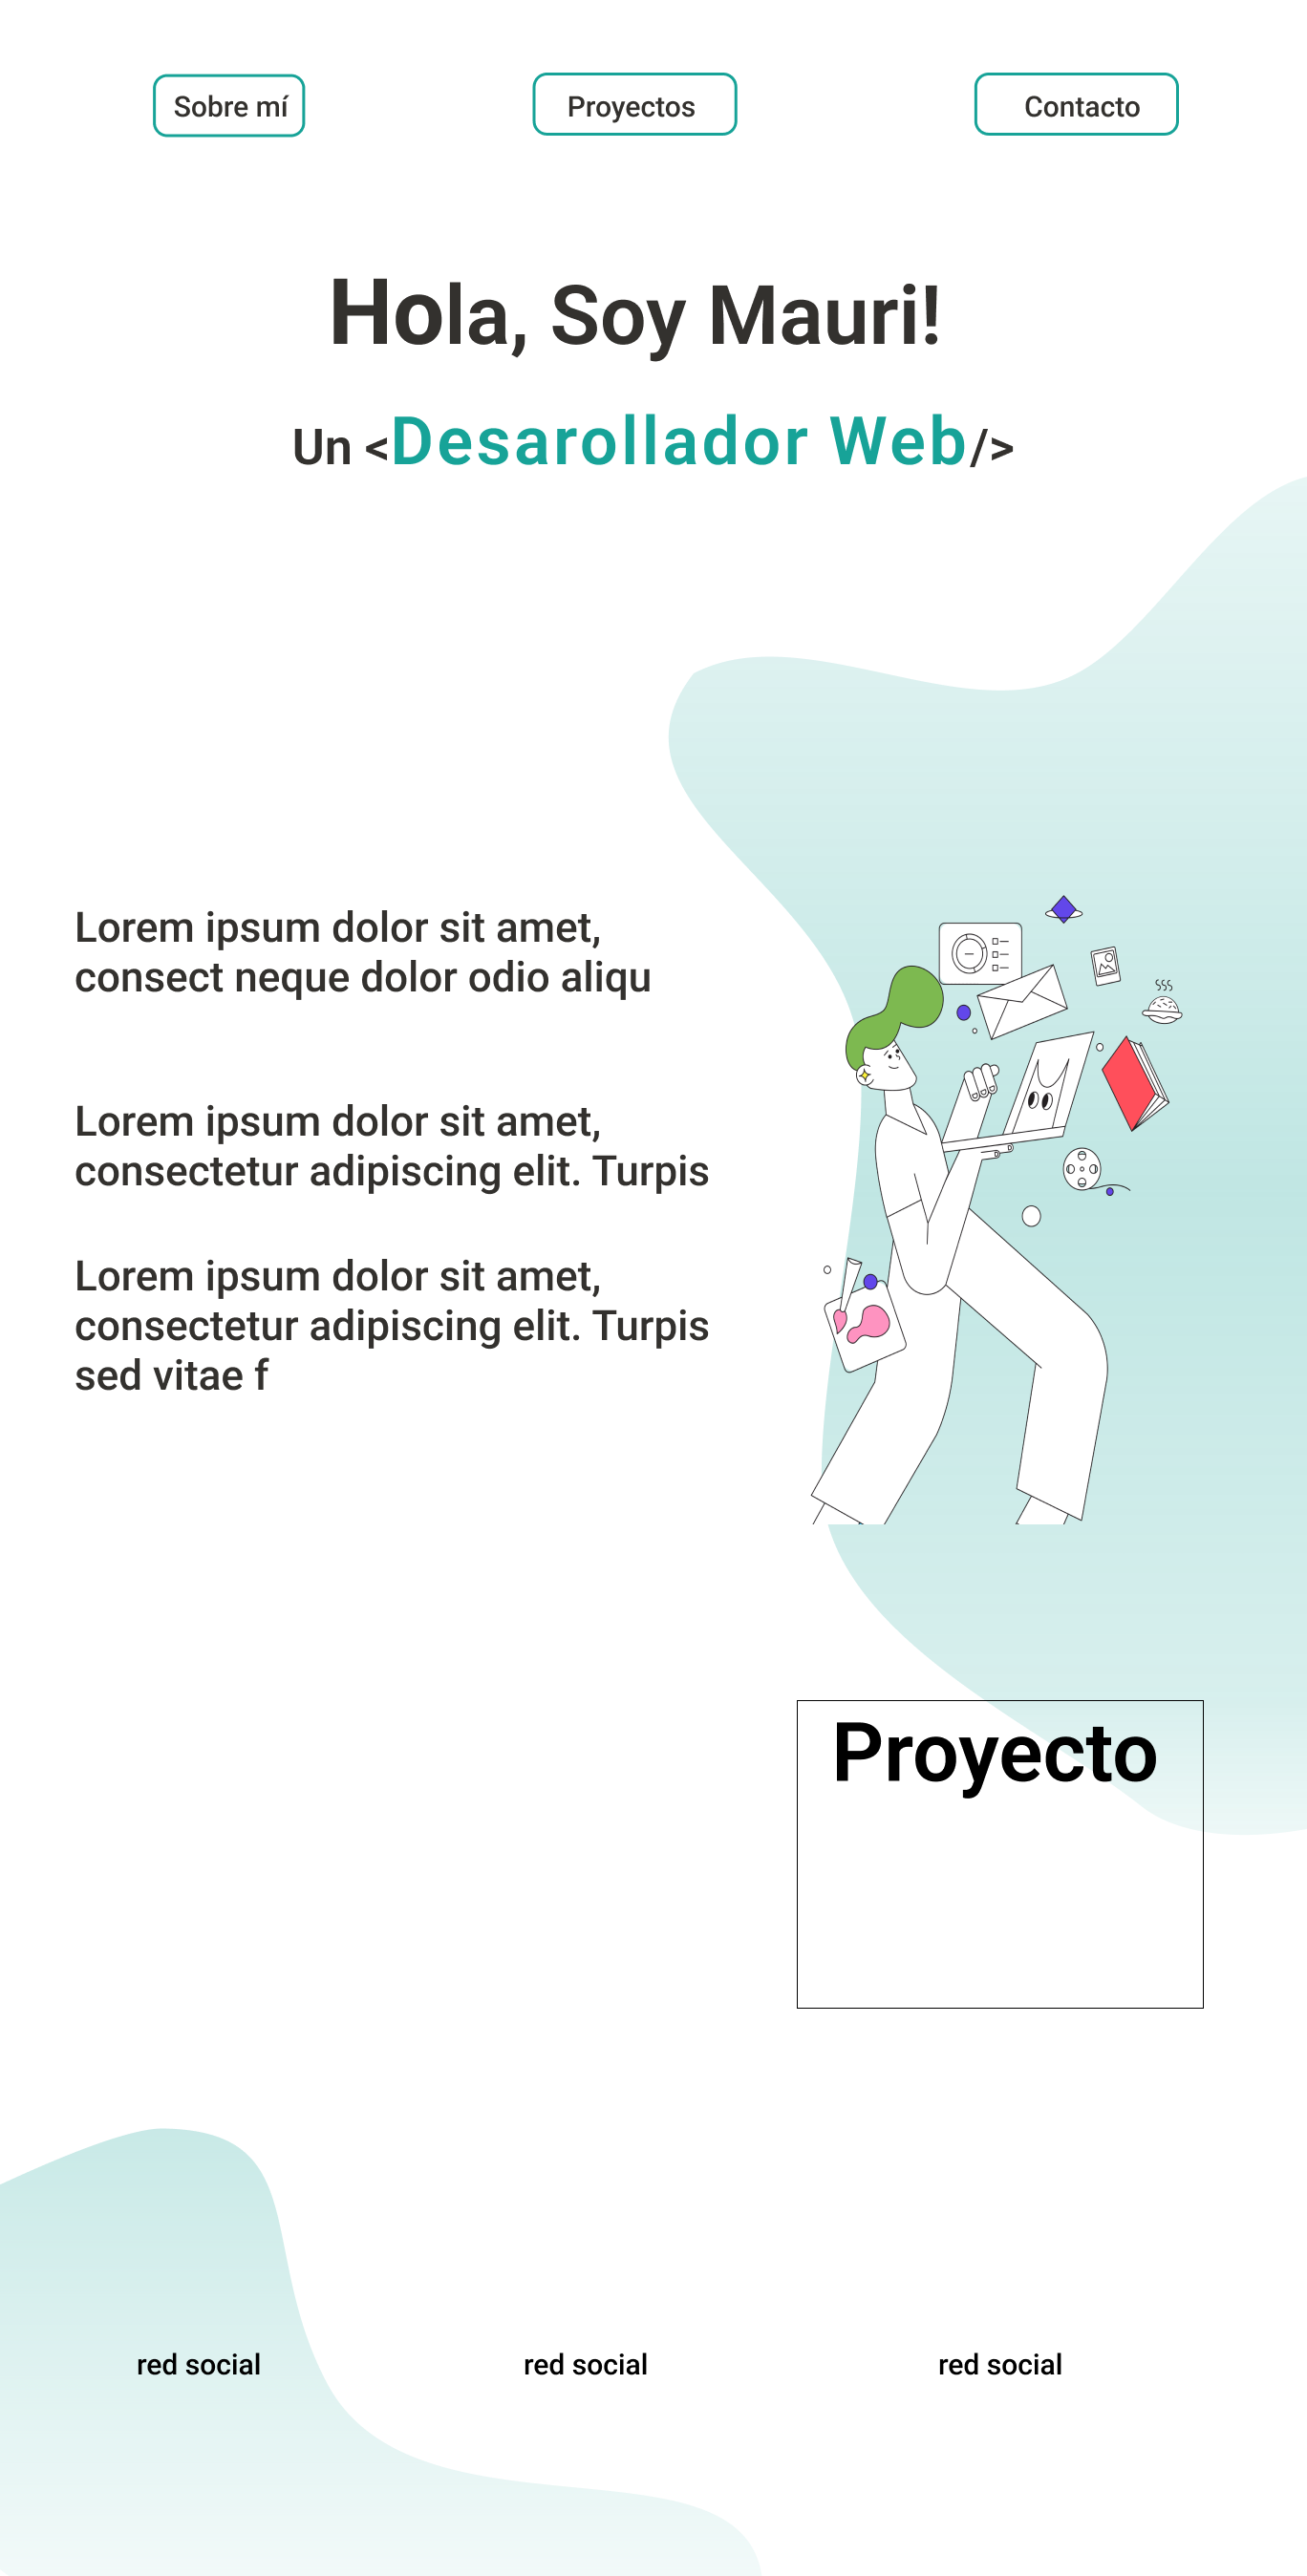 Sobre mí
Proyectos
Contacto
Hola, Soy Mauri!
Un <Desarollador Web/>
Lorem ipsum dolor sit amet,
consect neque dolor odio aliqu
Lorem ipsum dolor sit amet,
consectetur adipiscing elit. Turpis
Lorem ipsum dolor sit amet,
consectetur adipiscing elit. Turpis
sed vitae f
Proyecto
red social
red social
red social